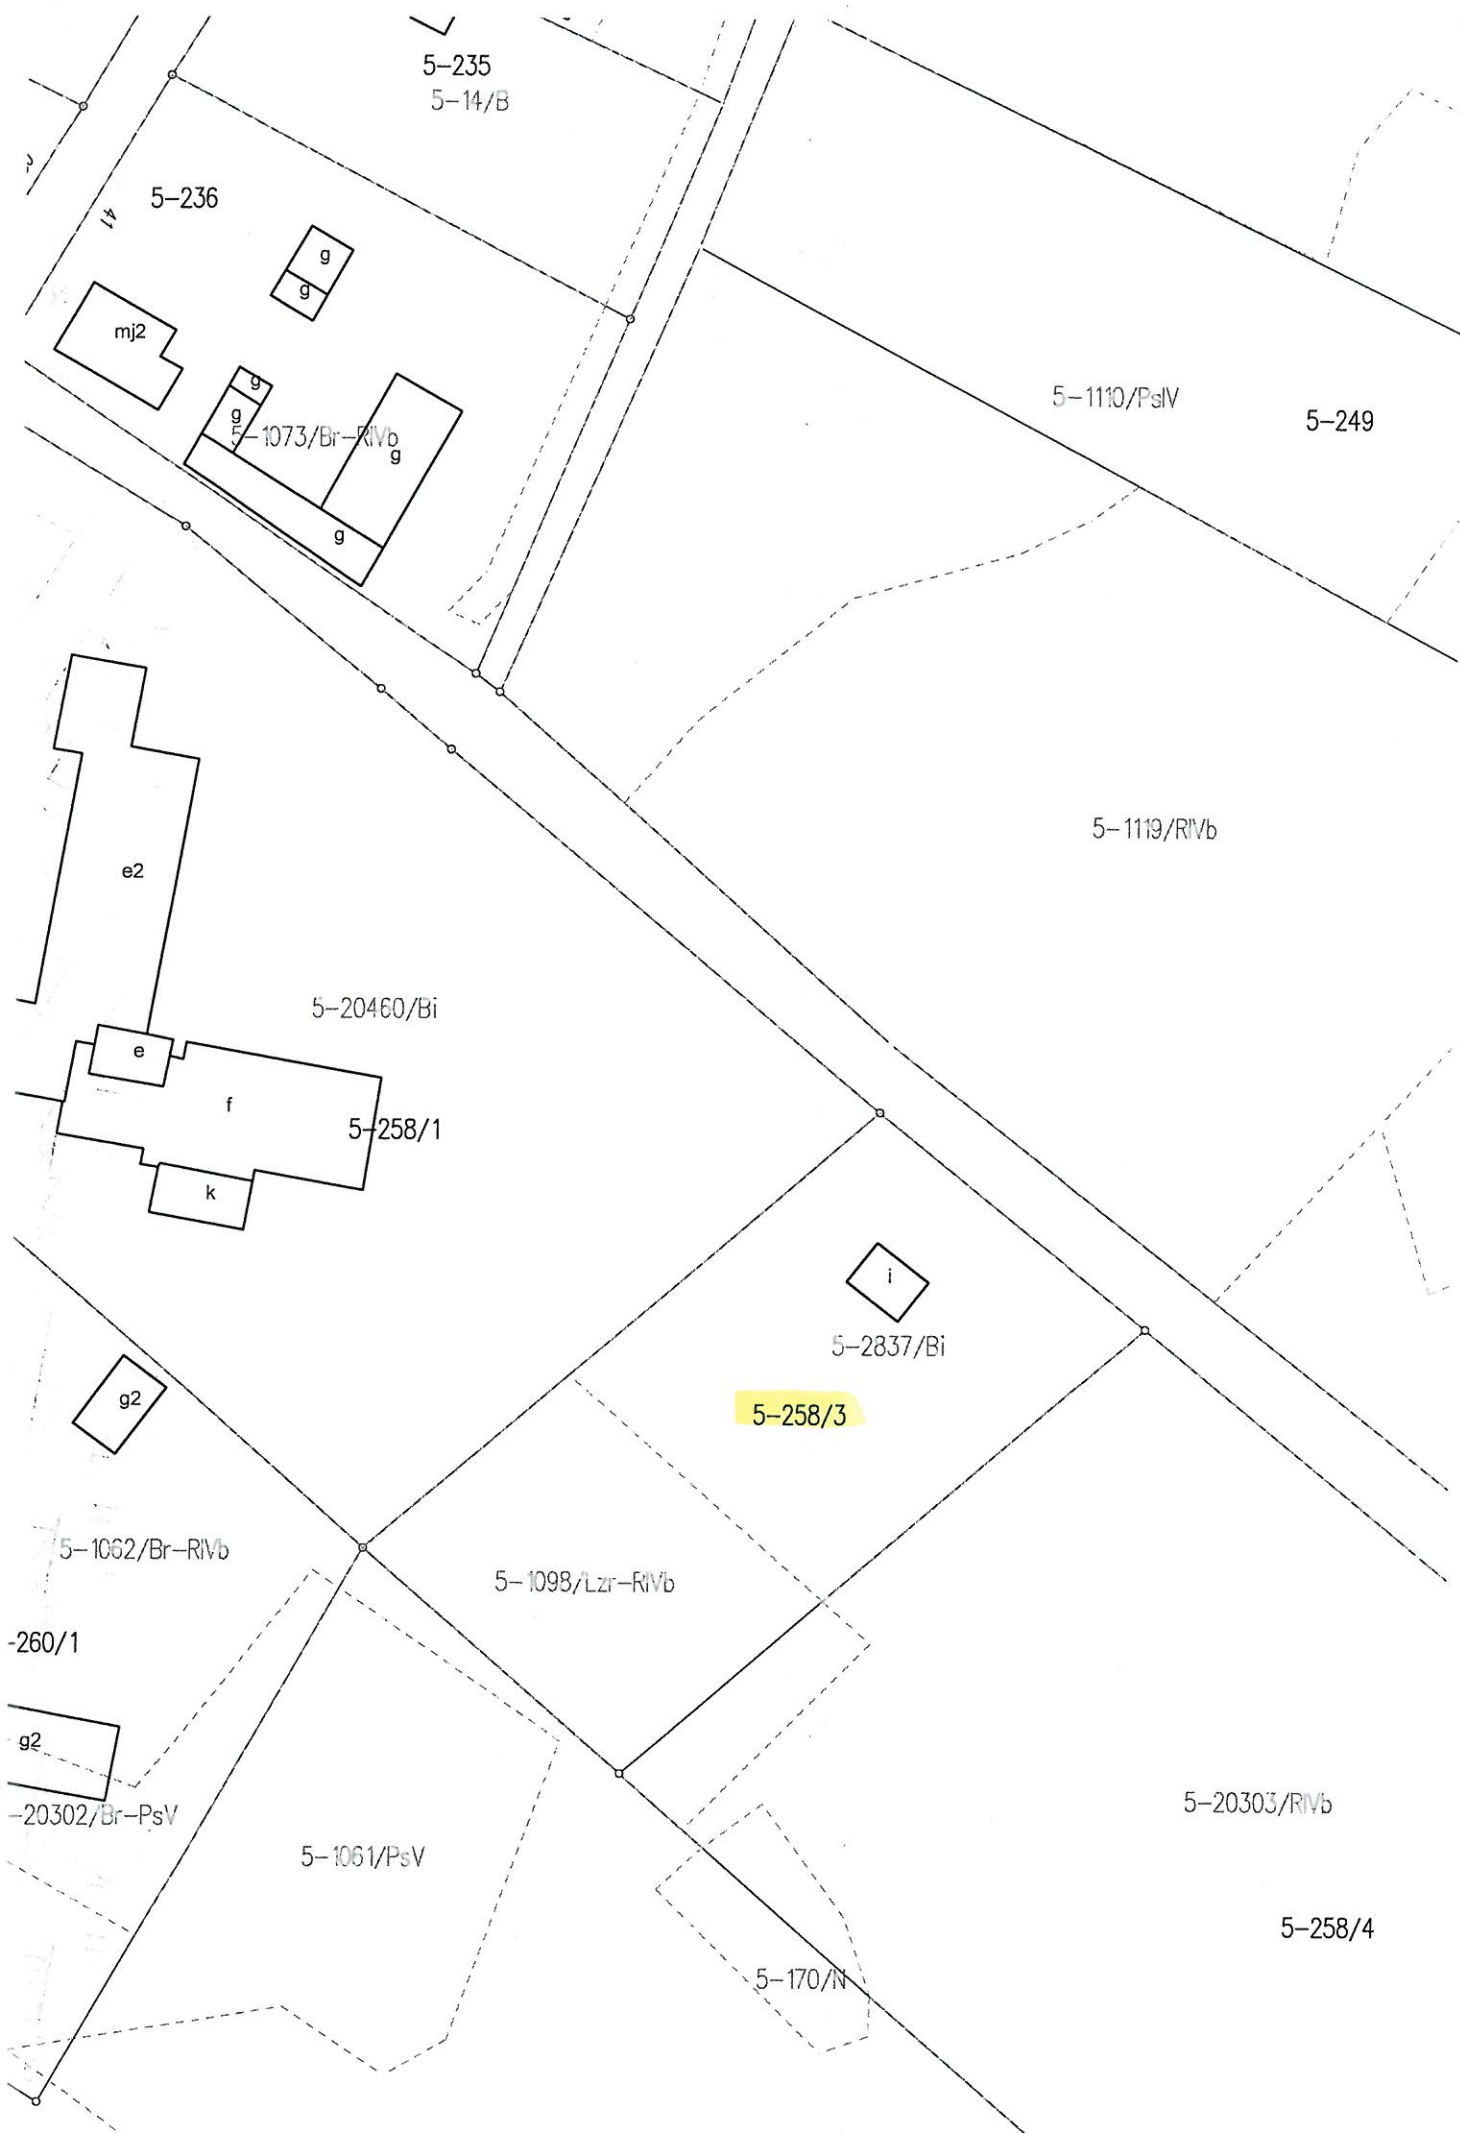 5-235
5-14/B
5-236
41
g
g
mj2
g
g
5-1073/Br-RIVb
g
g
5-1110/PsIV
5-249
5-1119/RIVb
e2
5-20460/Bi
e
f
5-258/1
k
i
5-2837/Bi
g2
5-258/3
5-1062/Br-RIVb
5-1098/Lzr-RIVb
-260/1
g2
-20302/Br-PsV
5-20303/RIVb
5-1061/PsV
5-258/4
5-170/N